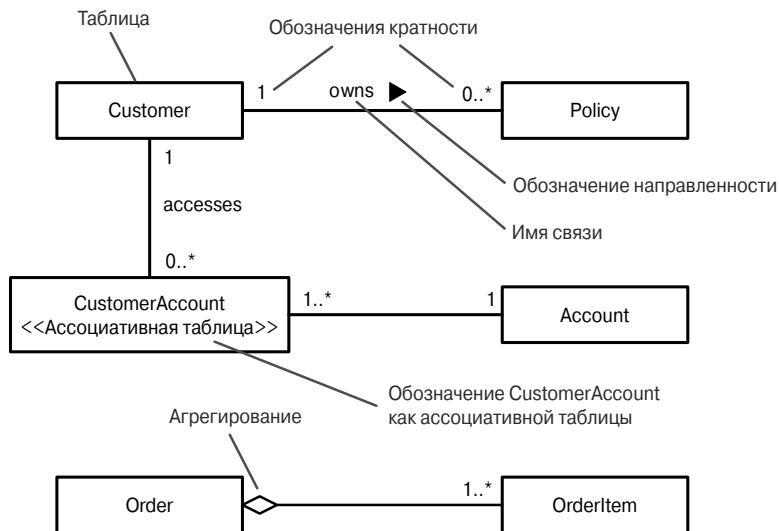 Таблица
Обозначения кратности
Customer
1
owns
0..*
Policy
1
Обозначение направленности
accesses
Имя связи
0..*
CustomerAccount
<<Ассоциативная таблица>>
1..*
1
Account
Обозначение CustomerAccount
как ассоциативной таблицы
Агрегирование
Order
1..*
OrderItem